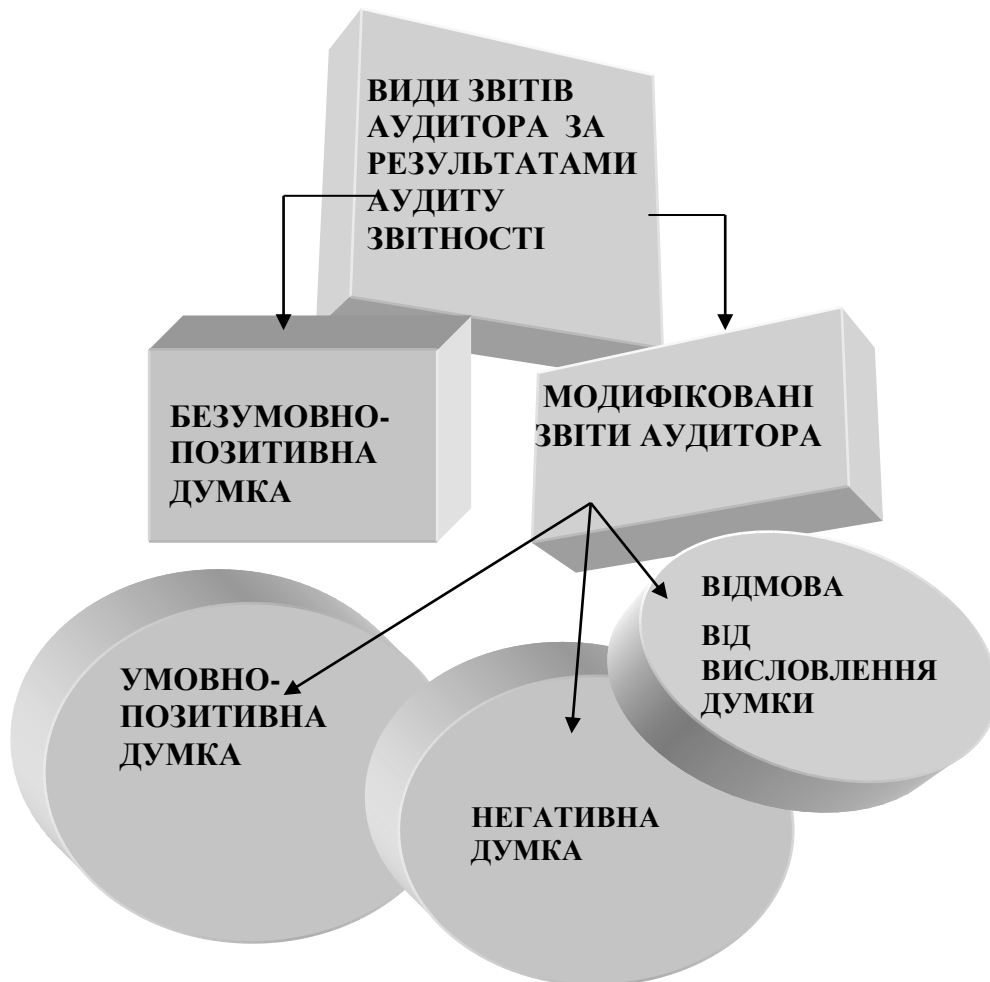 ВИДИ ЗВІТІВ
АУДИТОРА ЗА
РЕЗУЛЬТАТАМИ
АУДИТУ
ЗВІТНОСТІ
БЕЗУМОВНО-
ПОЗИТИВНА
ДУМКА
МОДИФІКОВАНІ
ЗВІТИ АУДИТОРА
УМОВНО-
ПОЗИТИВНА
ДУМКА
НЕГАТИВНА
ДУМКА
ВІДМОВА
ВІД
ВИСЛОВЛЕННЯ
ДУМКИ